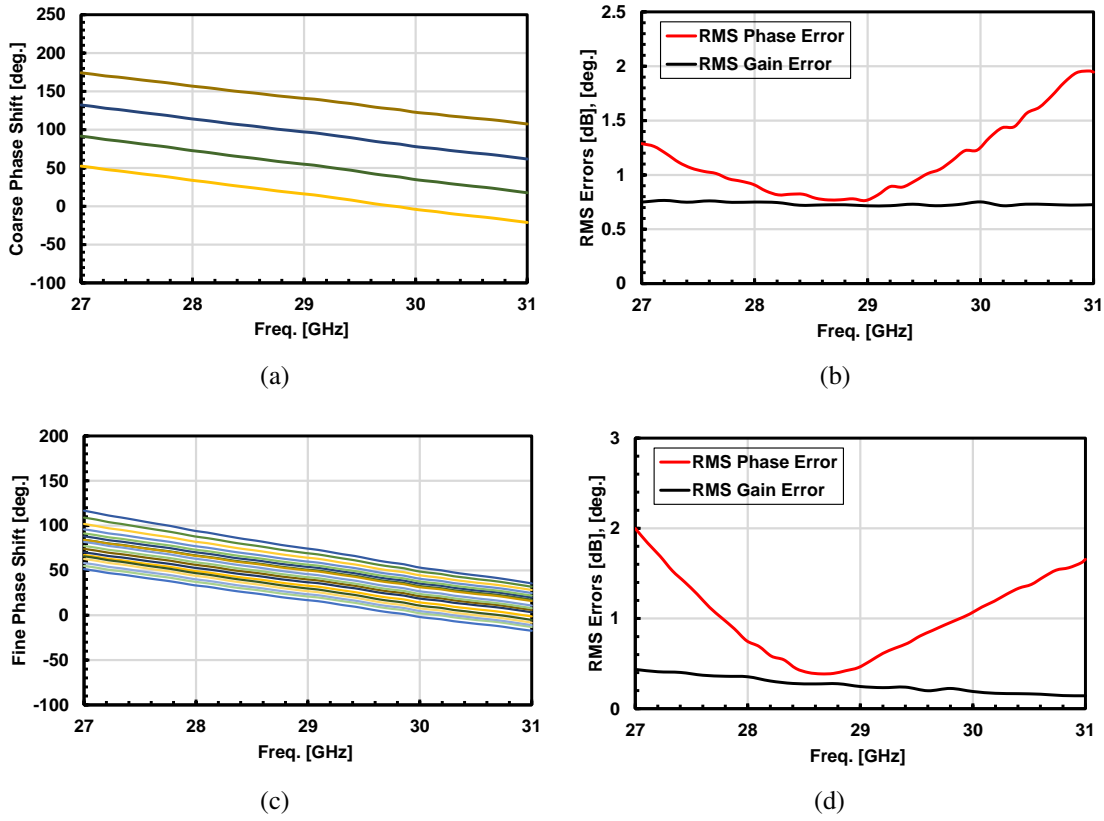 250
200
150
100
50
0
-50
-100
27
28
29
30
31
Coarse Phase Shift [deg.]
Freq. [GHz]
(a)
2.5
2
1.5
1
0.5
0
27
28
29
30
31
RMS Errors [dB], [deg.]
RMS Phase Error
RMS Gain Error
Freq. [GHz]
(b)
200
150
100
50
0
-50
-100
27
28
29
30
31
Fine Phase Shift [deg.]
Freq. [GHz]
(c)
3
2
1
0
27
28
29
30
31
RMS Errors [dB], [deg.]
RMS Phase Error
RMS Gain Error
Freq. [GHz]
(d)